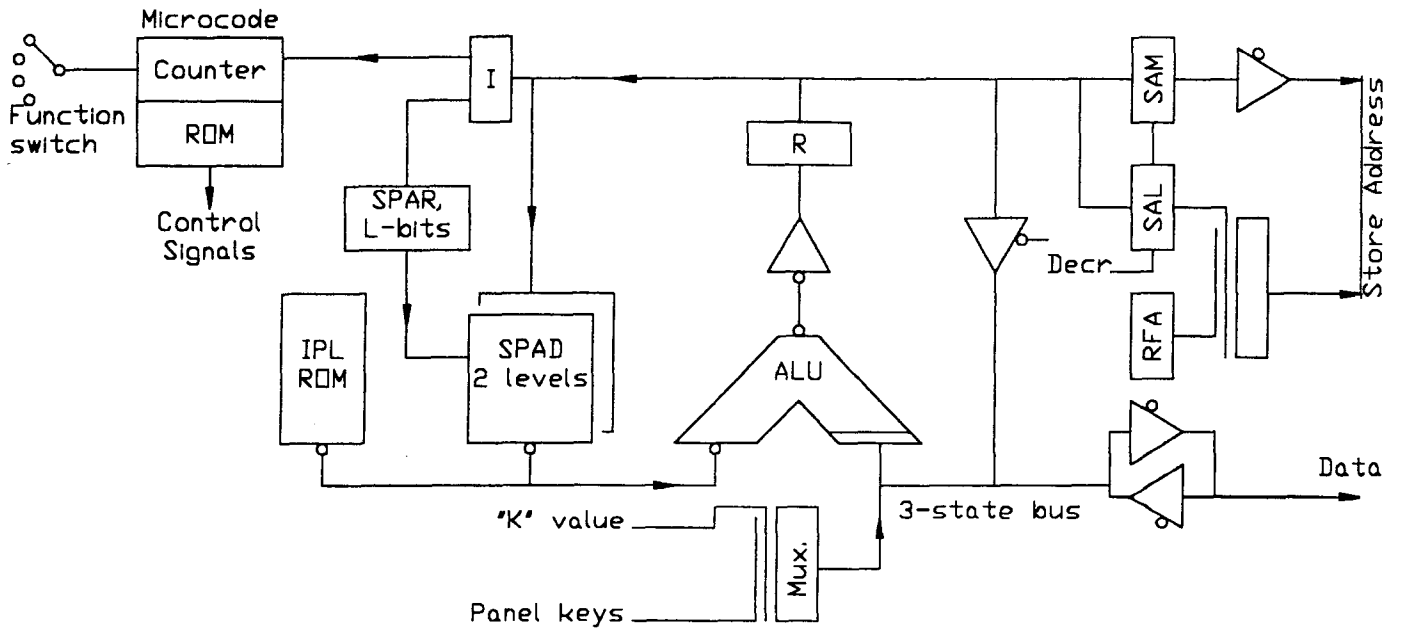 Microcode
Counter
ROM
Function
switch
Control
Signals
I
SPAR,
L-bits
R
SAM
SAL
Decr
RFA
Store Address
IPL
ROM
SPAD
2 levels
ALU
Data
3-state bus
"K" value
Mux.
Panel keys